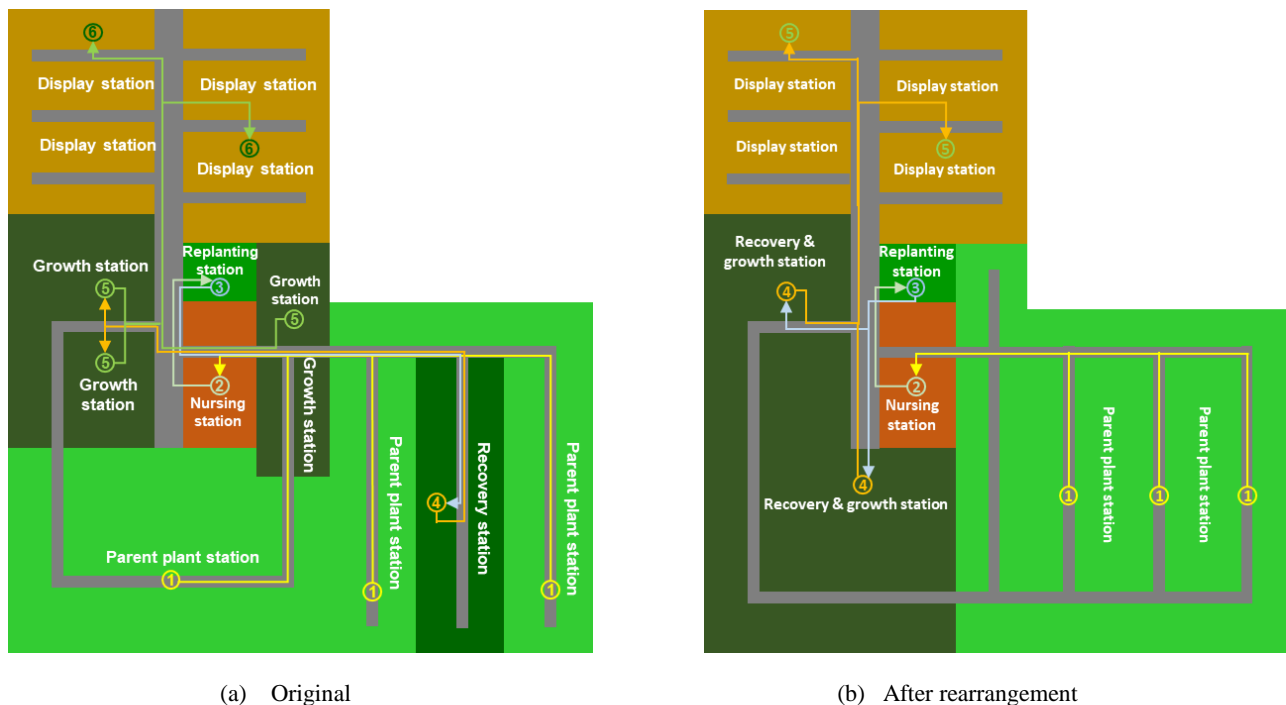 6
Display station
Display station
Display station
6
Display station
Replanting
station
3
Growth station
5
Growth
station
5
5
Growth
station
2
Nursing
station
Growth station
Parent plant station
1
Parent plant station
1
Recovery station
4
Parent plant station
1
(a) Original
5
Display station
Display station
Display station
5
Display station
Recovery &
growth station
4
Replanting
station
3
2
Nursing
station
4
Recovery & growth station
Parent plant station
Parent plant station
1
1
1
(b) After rearrangement